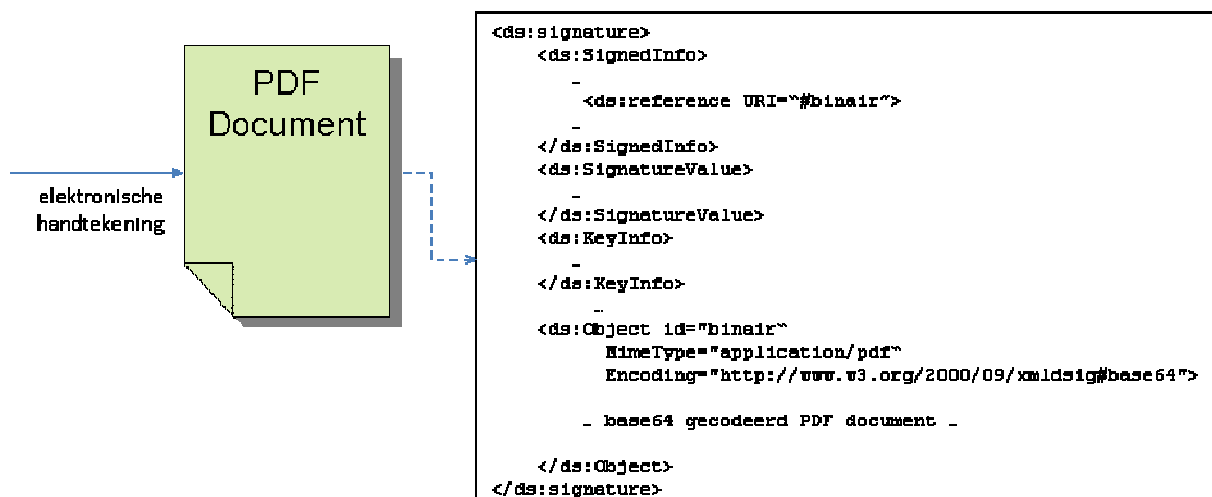 PDF
Document
elektronische
handtekening
<ds:signature>
<ds:SignedInfo>
…
<ds:reference URI="#binair">
…
</ds:SignedInfo>
<ds:SignatureValue>
…
</ds:SignatureValue>
<ds:KeyInfo>
…
</ds:KeyInfo>
…
<ds:Object id="binair"
MimeType="application/pdf"
Encoding="http://www.w3.org/2000/09/xmldsig#base64">
… base64 gecodeerd PDF document …
</ds:Object>
</ds:signature>